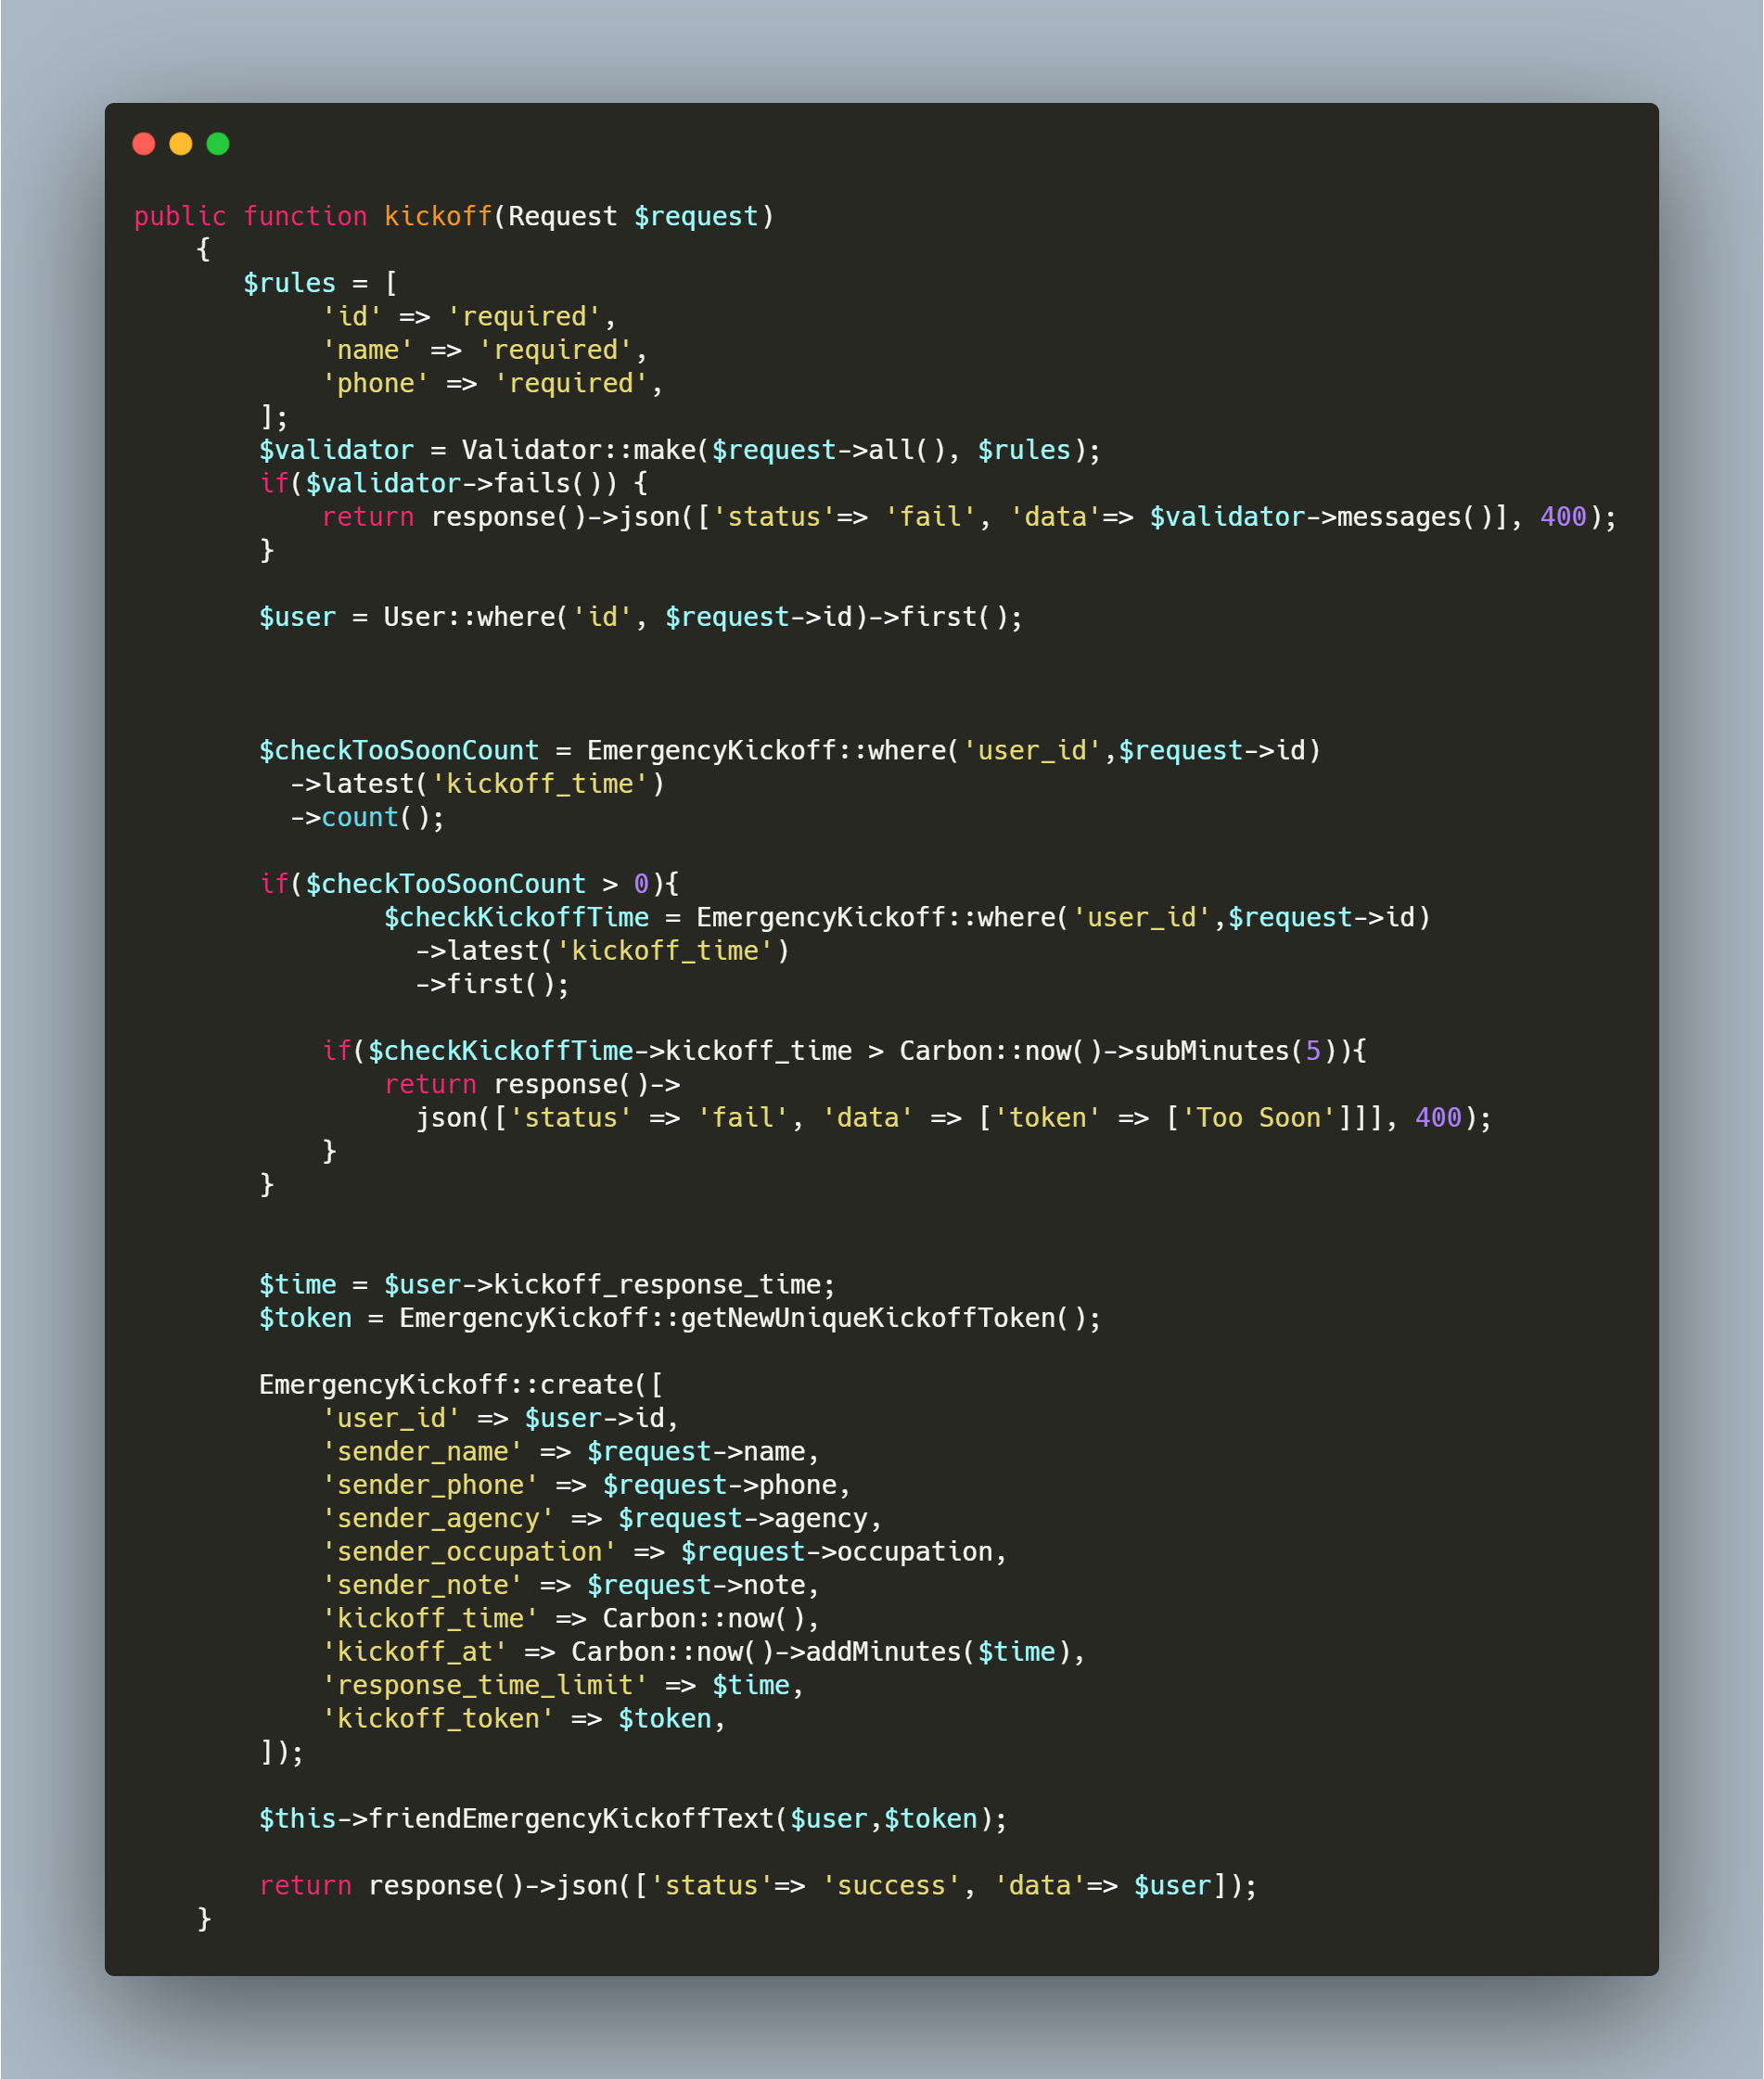 public function kickoff(Request $request)
    {
       $rules = [
            'id' => 'required',
            'name' => 'required',
            'phone' => 'required',
        ];
        $validator = Validator::make($request->all(), $rules);
        if($validator->fails()) {
            return response()->json(['status'=> 'fail', 'data'=> $validator->messages()], 400);
        }

        $user = User::where('id', $request->id)->first();



        $checkTooSoonCount = EmergencyKickoff::where('user_id',$request->id)
          ->latest('kickoff_time')
          ->count();

        if($checkTooSoonCount > 0){
                $checkKickoffTime = EmergencyKickoff::where('user_id',$request->id)
                  ->latest('kickoff_time')
                  ->first();

            if($checkKickoffTime->kickoff_time > Carbon::now()->subMinutes(5)){
                return response()->
                  json(['status' => 'fail', 'data' => ['token' => ['Too Soon']]], 400);
            }
        }


        $time = $user->kickoff_response_time;
        $token = EmergencyKickoff::getNewUniqueKickoffToken();

        EmergencyKickoff::create([
            'user_id' => $user->id,
            'sender_name' => $request->name,
            'sender_phone' => $request->phone,
            'sender_agency' => $request->agency,
            'sender_occupation' => $request->occupation,
            'sender_note' => $request->note,
            'kickoff_time' => Carbon::now(),
            'kickoff_at' => Carbon::now()->addMinutes($time),
            'response_time_limit' => $time,
            'kickoff_token' => $token,
        ]);

        $this->friendEmergencyKickoffText($user,$token);

        return response()->json(['status'=> 'success', 'data'=> $user]);
    }